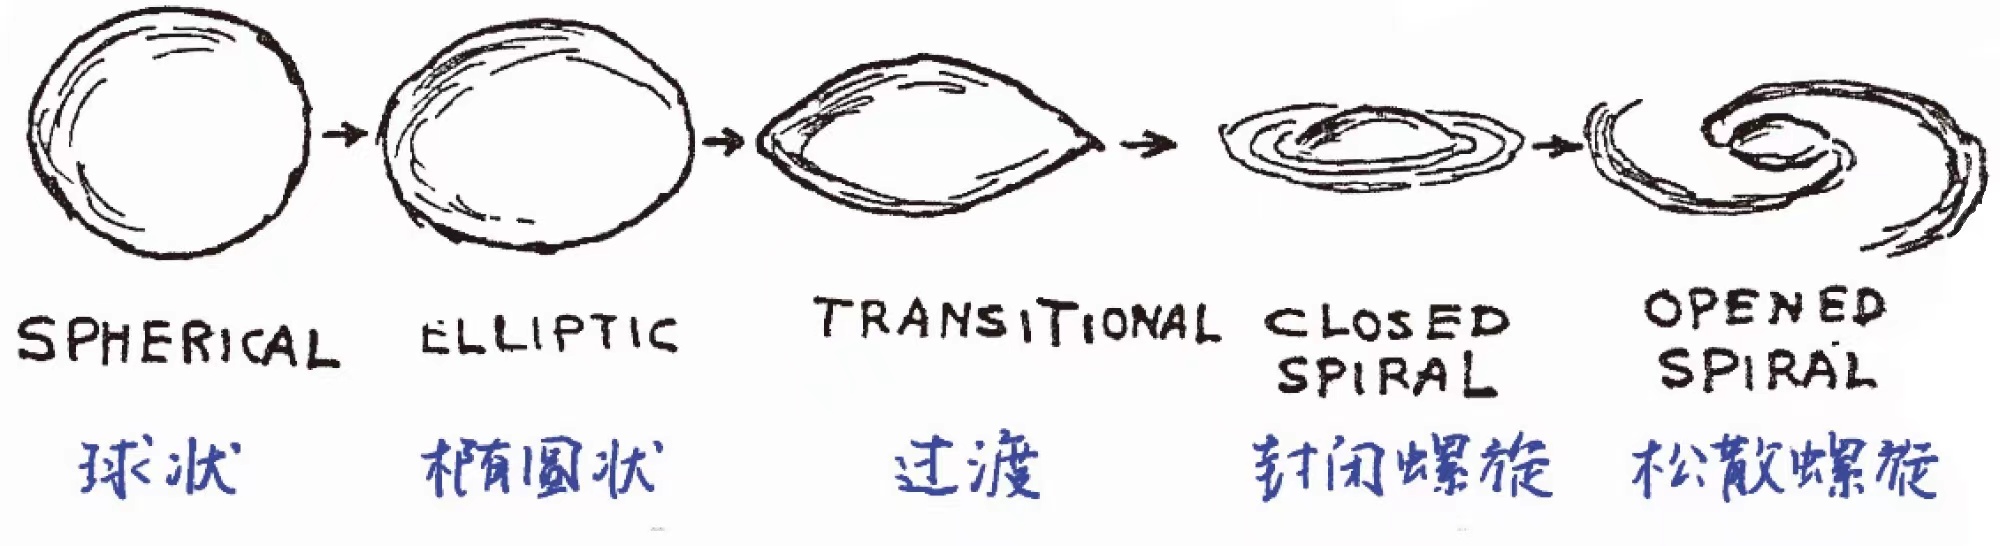 SPHERICAL
ELLIPTIC
TRANSITIONAL
CLOSED
SPIRAL
OPENED
SPIRAL
球状
椭圆状
过渡
封闭螺旋
松散螺旋